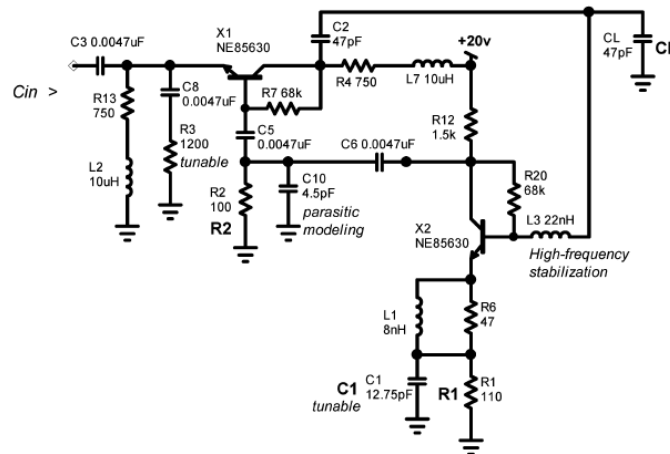 C3 0.0047uF
X1
NE85630
C2
47pF
+20v
CL
47pF
Cin >
R13
750
C8
0.0047uF
R7 68k
R4 750
L7 10uH
R12
1.5k
L2
10uH
R3
1200
tunable
C5
0.0047uF
C6 0.0047uF
R2
100
R2
C10
4.5pF
parasitic
modeling
R20
68k
X2
NE85630
L3 22nH
High-frequency
stabilization
L1
8nH
R6
47
C1
tunable
C1
12.75pF
R1
R1
110